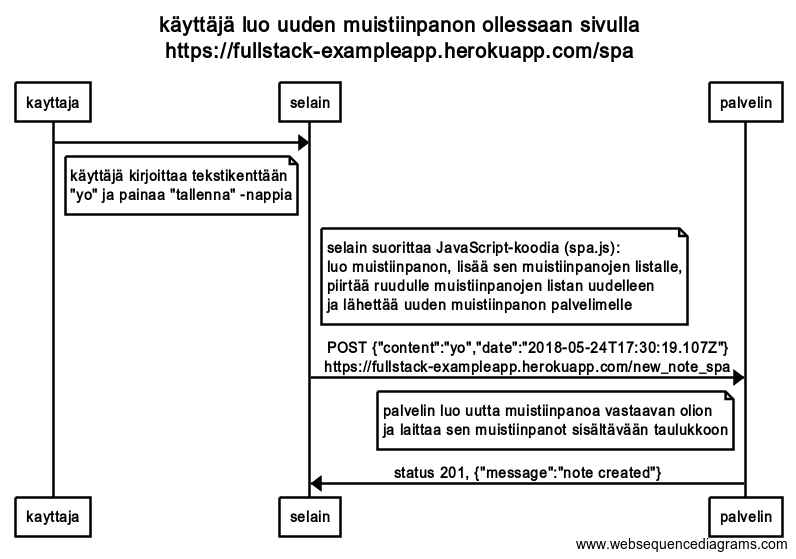 käyttäjä luo uuden muistiinpanon ollessaan sivulla
https://fullstack-exampleapp.herokuapp.com/spa
kayttaja
selain
palvelin
käyttäjä kirjoittaa tekstikenttään
"yo" ja painaa "tallenna" -nappia
selain suorittaa JavaScript-koodia (spa.js):
luo muistiinpanon, lisää sen muistiinpanojen listalle,
piirtää ruudulle muistiinpanojen listan uudelleen
ja lähettää uuden muistiinpanon palvelimelle
POST {"content":"yo","date":"2018-05-24T17:30:19.107Z"}
https://fullstack-exampleapp.herokuapp.com/new_note_spa
palvelin luo uutta muistiinpanoa vastaavan olion
ja laittaa sen muistiinpanot sisältävään taulukkoon
status 201, {"message":"note created"}
kayttaja
selain
palvelin
www.websequencediagrams.com